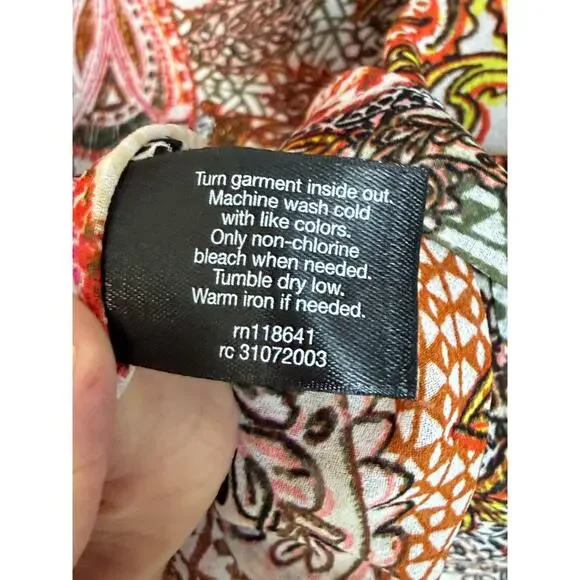 Turn garment inside out.
Machine wash cold
with like colors.
Only non-chlorine
bleach when needed.
Tumble dry low.
Warm iron if needed.
rn118641
rc 31072003